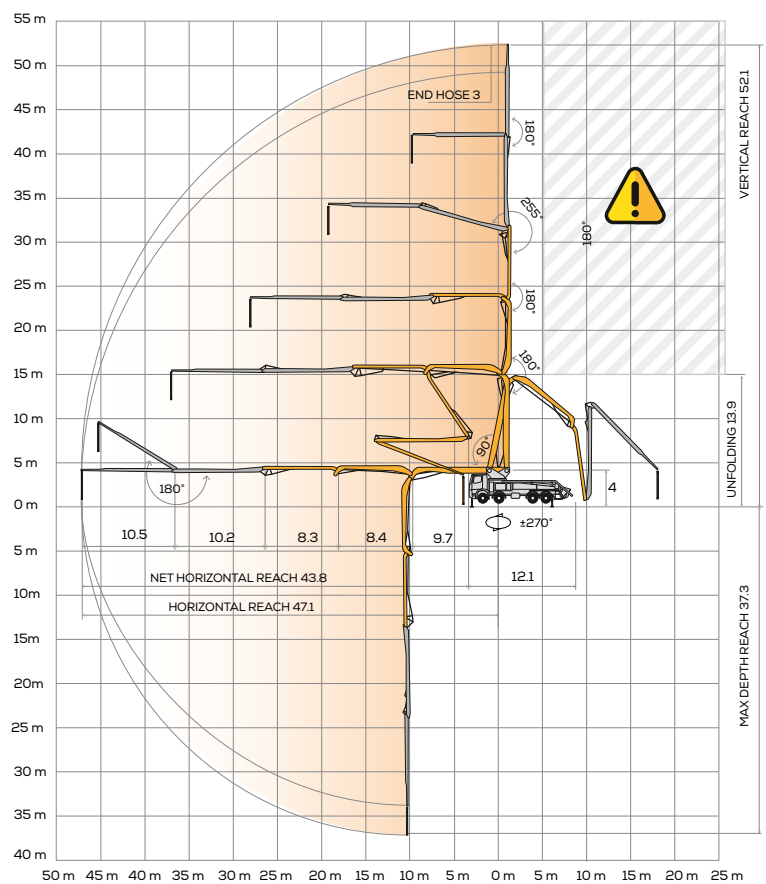 55 m
50 m
45 m
40 m
35 m
30 m
25 m
20 m
15 m
10 m
5 m
0 m
5 m
10m
15m
20m
25 m
30 m
35 m
40 m
50 m 45 m 40 m 35 m 30 m 25 m 20 m 15 m 10 m 5 m 0 m 5 m 10 m 15 m 20 m 25 m
END HOSE 3
180°
255°
180°
180°
180°
90°
180°
4
±270°
10.5 10.2 8.3 8.4 9.7
12.1
NET HORIZONTAL REACH 43.8
HORIZONTAL REACH 47.1
VERTICAL REACH 52.1
UNFOLDING 13.9
MAX DEPTH REACH 37.3